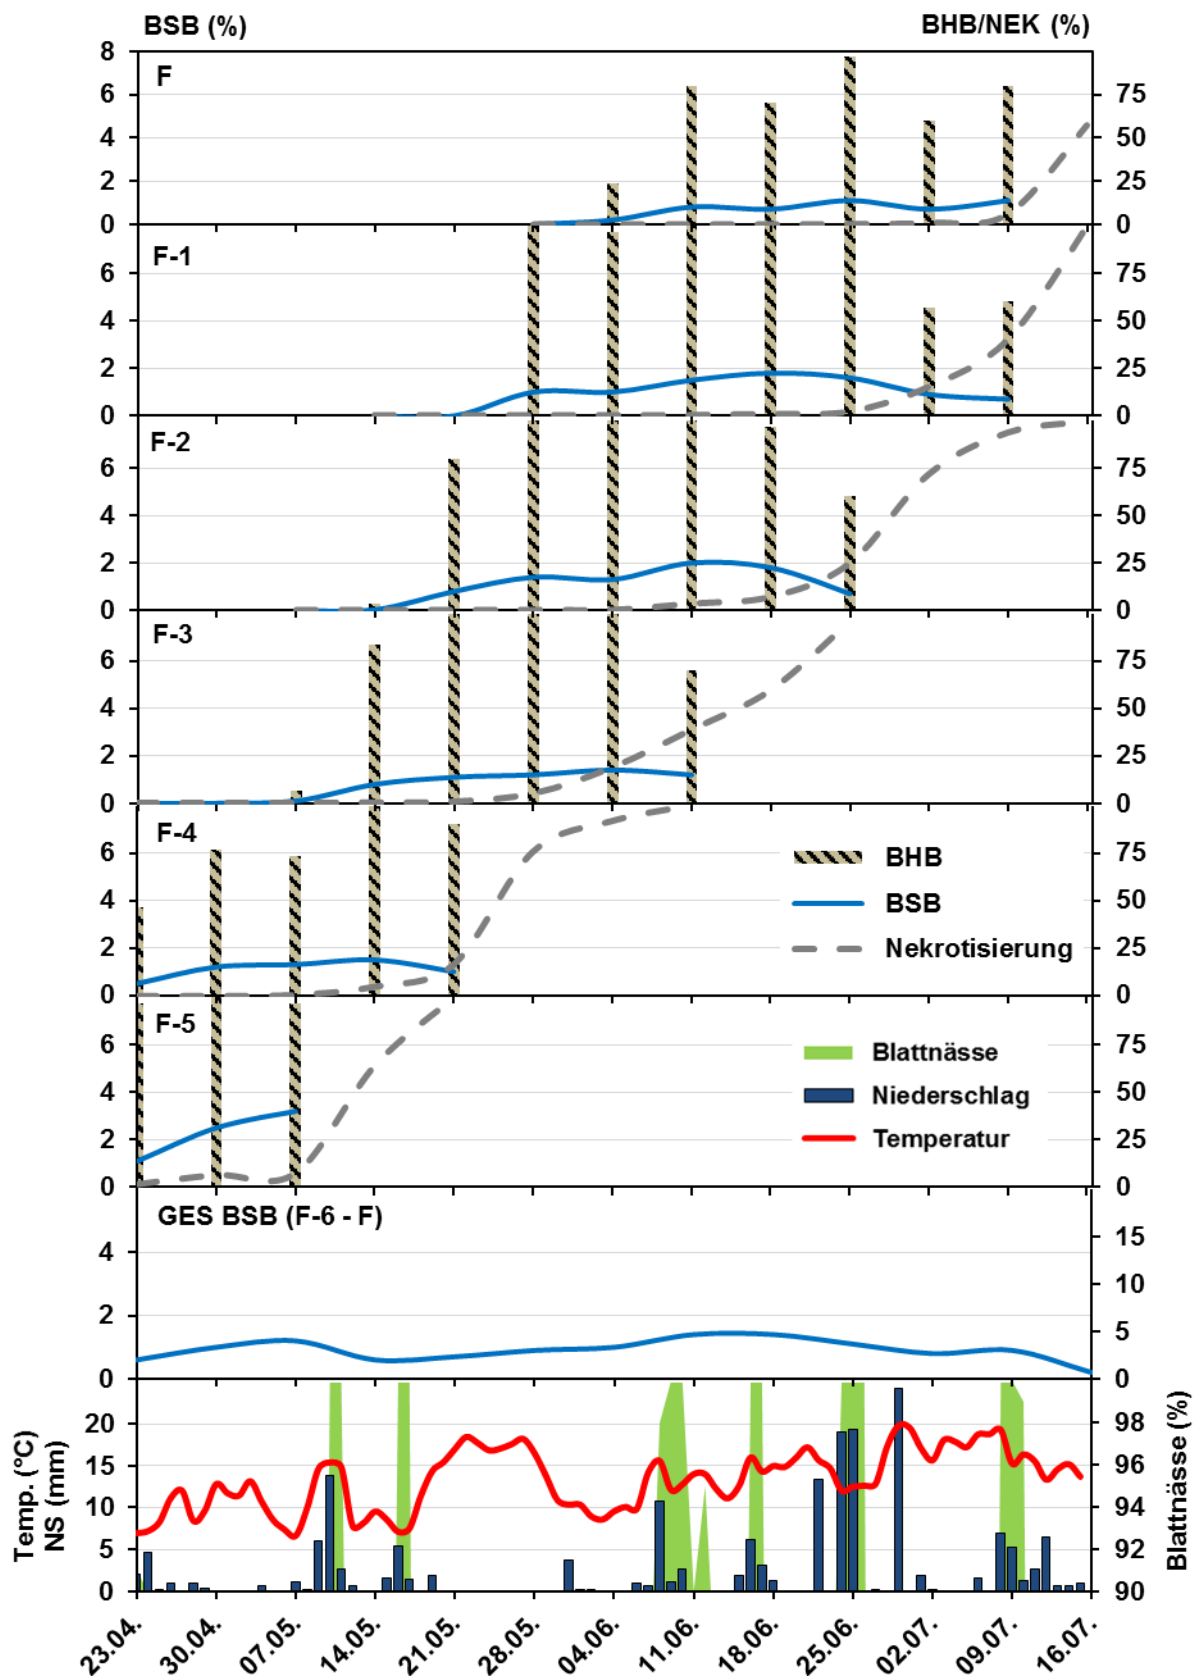 BSB (%) BHB/NEK (%)
8
F
6 75
4 50
2 25
0 0
F-1
6 75
4 50
2 25
0 0
F-2
6 75
4 50
2 25
0 0
F-3
6 75
4 50
2 25
0 0
F-4
6 75
4 50
2 25
0 0
BHB
BSB
Nekrotisierung
F-5
6 75
4 50
2 25
0 0
Blattnässe
Niederschlag
Temperatur
GES BSB (F-6 - F)
15
4 10
2 5
0 0
Temp. (°C)
NS (mm)
20 98
15 96
10 94
5 92
0 90
Blattnässe (%)
23.04. 30.04. 07.05. 14.05. 21.05. 28.05. 04.06. 11.06. 18.06. 25.06. 02.07. 09.07. 16.07.